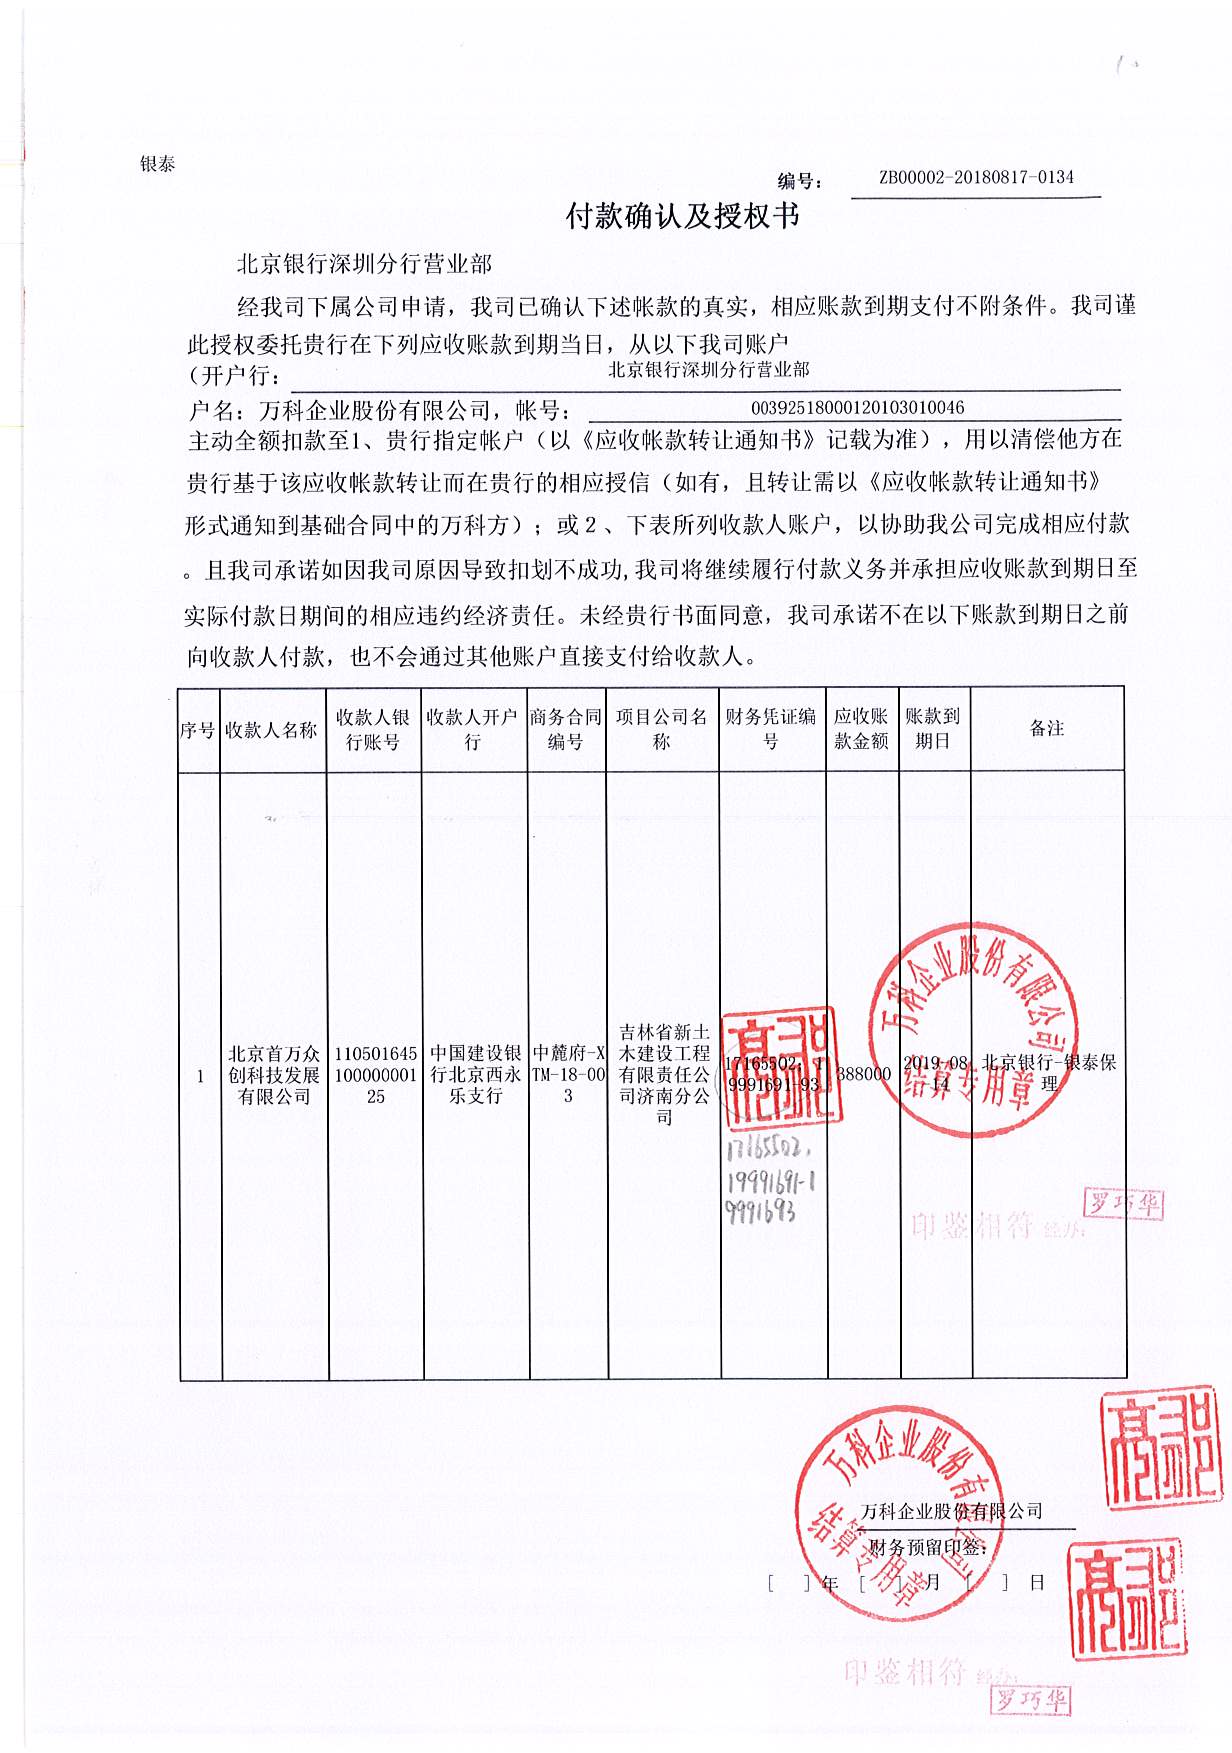 银泰
编号： ZB00002-20180817-0134
付款确认及授权书
北京银行深圳分行营业部
经我司下属公司申请，我司已确认下述帐款的真实，相应账款到期支付不附条件。我司谨
此授权委托贵行在下列应收账款到期当日，从以下我司账户
（开户行： 北京银行深圳分行营业部
户名：万科企业股份有限公司，帐号： 00392518000120103010046
主动全额扣款至1、贵行指定帐户（以《应收帐款转让通知书》记载为准），用以清偿他方在
贵行基于该应收帐款转让而在贵行的相应授信（如有，且转让需以《应收帐款转让通知书》
形式通知到基础合同中的万科方）；或2、下表所列收款人账户，以协助我公司完成相应付款
。且我司承诺如因我司原因导致扣划不成功,我司将继续履行付款义务并承担应收账款到期日至
实际付款日期间的相应违约经济责任。未经贵行书面同意，我司承诺不在以下账款到期日之前
向收款人付款，也不会通过其他账户直接支付给收款人。
序号 收款人名称 收款人银 收款人开户 商务合同 项目公司名 财务凭证编 应收账 账款到 备注
行账号 行 编号 称 号 款金额 期日
1 北京首万众 110501645 中国建设银 中麓府-X 吉林省新土 17165502，1 388000 2019-08- 北京银行-银泰保
创科技发展 100000001 行北京西永 TM-18-00 木建设工程 9991691-93 14 理
有限公司 25 乐支行 3 有限责任公
司济南分公
司
17165502,
19991691-1
9991693
万科企业股份有限公司
结算专用章
印鉴相符 经办:
罗巧华
万科企业股份有限公司
结算专用章
万科企业股份有限公司
财务预留印签：
[ ]年 [ ]月 [ ] 日
印鉴相符 经办:
罗巧华